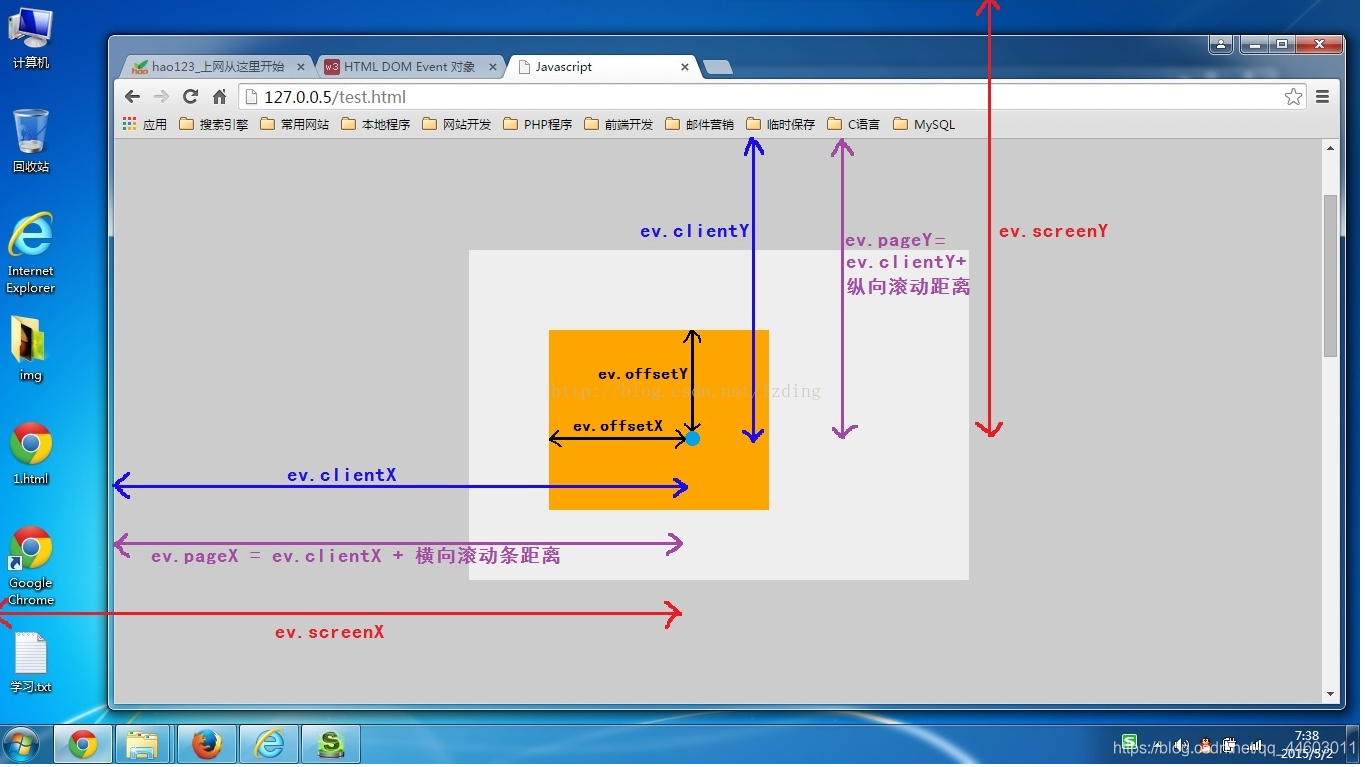 计算机
回收站
Internet
Explorer
img
1.html
Google
Chrome
学习.txt
hao123_上网从这里开始
w3 HTML DOM Event 对象
Javascript
127.0.0.5/test.html
应用 搜索引擎 常用网站 本地程序 网站开发 PHP程序 前端开发 邮件营销 临时保存 C语言 MySQL
ev.clientY
ev.pageY=
ev.clientY+
纵向滚动距离
ev.screenY
ev.offsetY
http://blog.csdn.net/lzding
ev.offsetX
ev.clientX
ev.pageX = ev.clientX + 横向滚动条距离
ev.screenX
7:38
2015/5/2
https://blog.csdn.net/qq_44603011